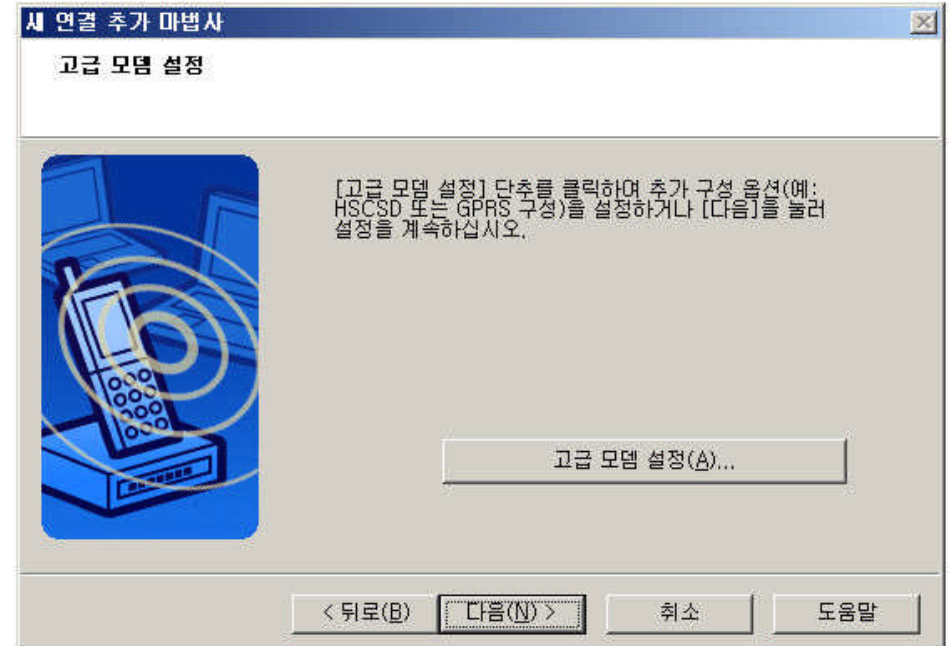 새 연결 추가 마법사
고급 모뎀 설정
[고급 모뎀 설정] 단추를 클릭하여 추가 구성 옵션(예:
HSCSD 또는 GPRS 구성)을 설정하거나 [다음]를 눌러
설정을 계속하십시오.
고급 모뎀 설정(A)...
< 뒤로(B) 다음(N) > 취소 도움말